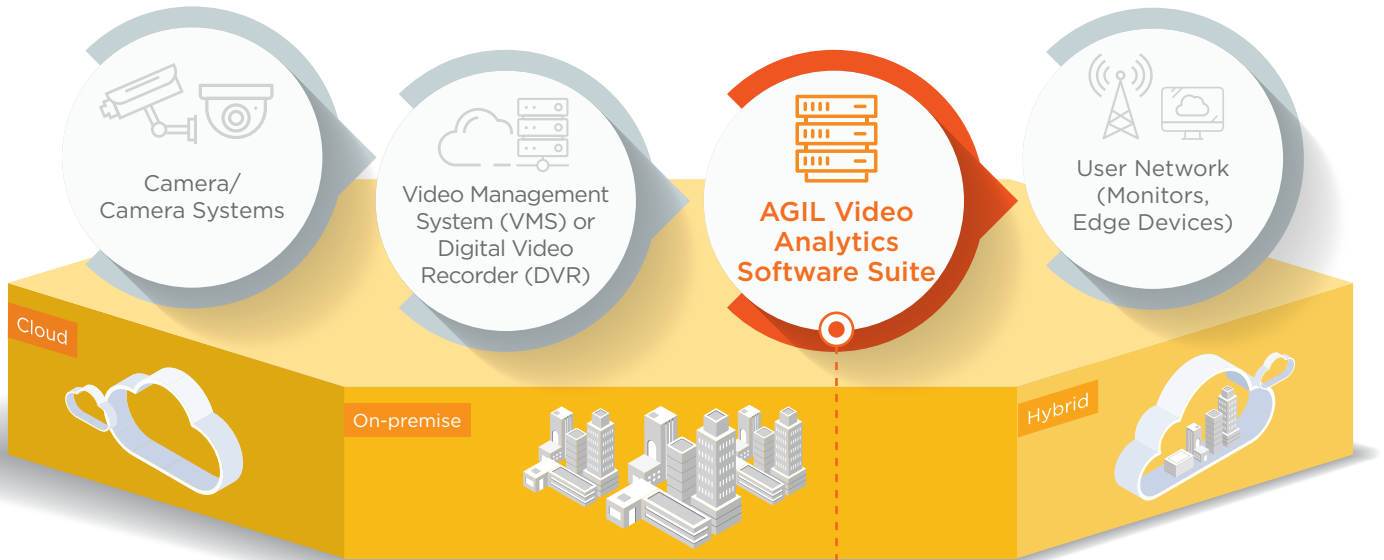 Camera/
Camera Systems
Video Management
System (VMS) or
Digital Video
Recorder (DVR)
AGIL Video
Analytics
Software Suite
User Network
(Monitors,
Edge Devices)
Cloud
On-premise
Hybrid